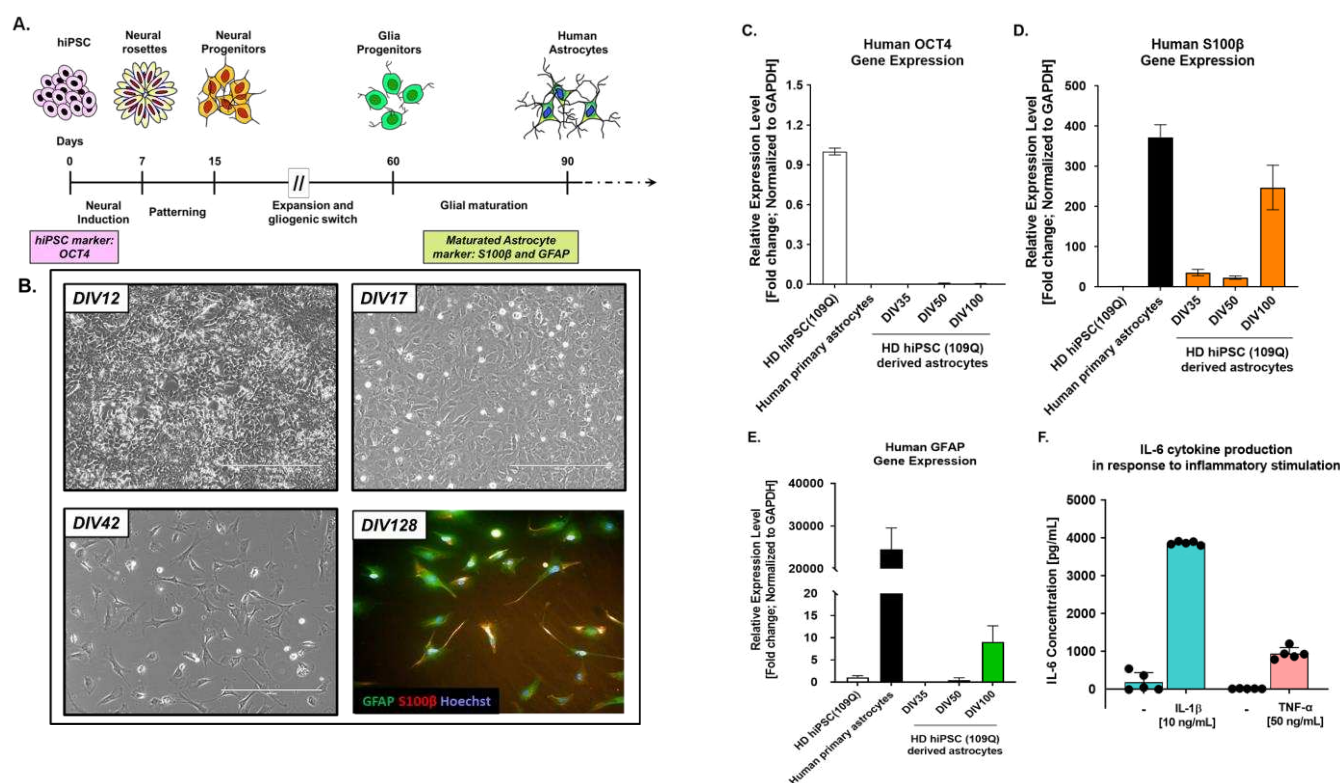 A.
hiPSC
Neural
rosettes
Neural
Progenitors
Glia
Progenitors
Human
Astrocytes
Days
0
7
15
//
60
90
Neural
Induction
Patterning
Expansion and
gliogenic switch
Glial maturation
hiPSC marker:
OCT4
Maturated Astrocyte
marker: S100β and GFAP
B.
DIV12
DIV17
DIV42
DIV128
GFAP S100β Hoechst
C.
Human OCT4
Gene Expression
Relative Expression Level
[Fold change; Normalized to GAPDH]
1.5
1.2
0.9
0.6
0.3
0.0
HD hiPSC(109Q)
Human primary astrocytes
DIV35
DIV50
DIV100
HD hiPSC (109Q)
derived astrocytes
D.
Human S100β
Gene Expression
Relative Expression Level
[Fold change; Normalized to GAPDH]
500
400
300
200
100
0
HD hiPSC(109Q)
Human primary astrocytes
DIV35
DIV50
DIV100
HD hiPSC (109Q)
derived astrocytes
E.
Human GFAP
Gene Expression
Relative Expression Level
[Fold change; Normalized to GAPDH]
40000
30000
20000
20
15
10
5
0
HD hiPSC(109Q)
Human primary astrocytes
DIV35
DIV50
DIV100
HD hiPSC (109Q)
derived astrocytes
F.
IL-6 cytokine production
in response to inflammatory stimulation
IL-6 Concentration [pg/mL]
5000
4000
3000
2000
1000
0
-
IL-1β
[10 ng/mL]
-
TNF-α
[50 ng/mL]